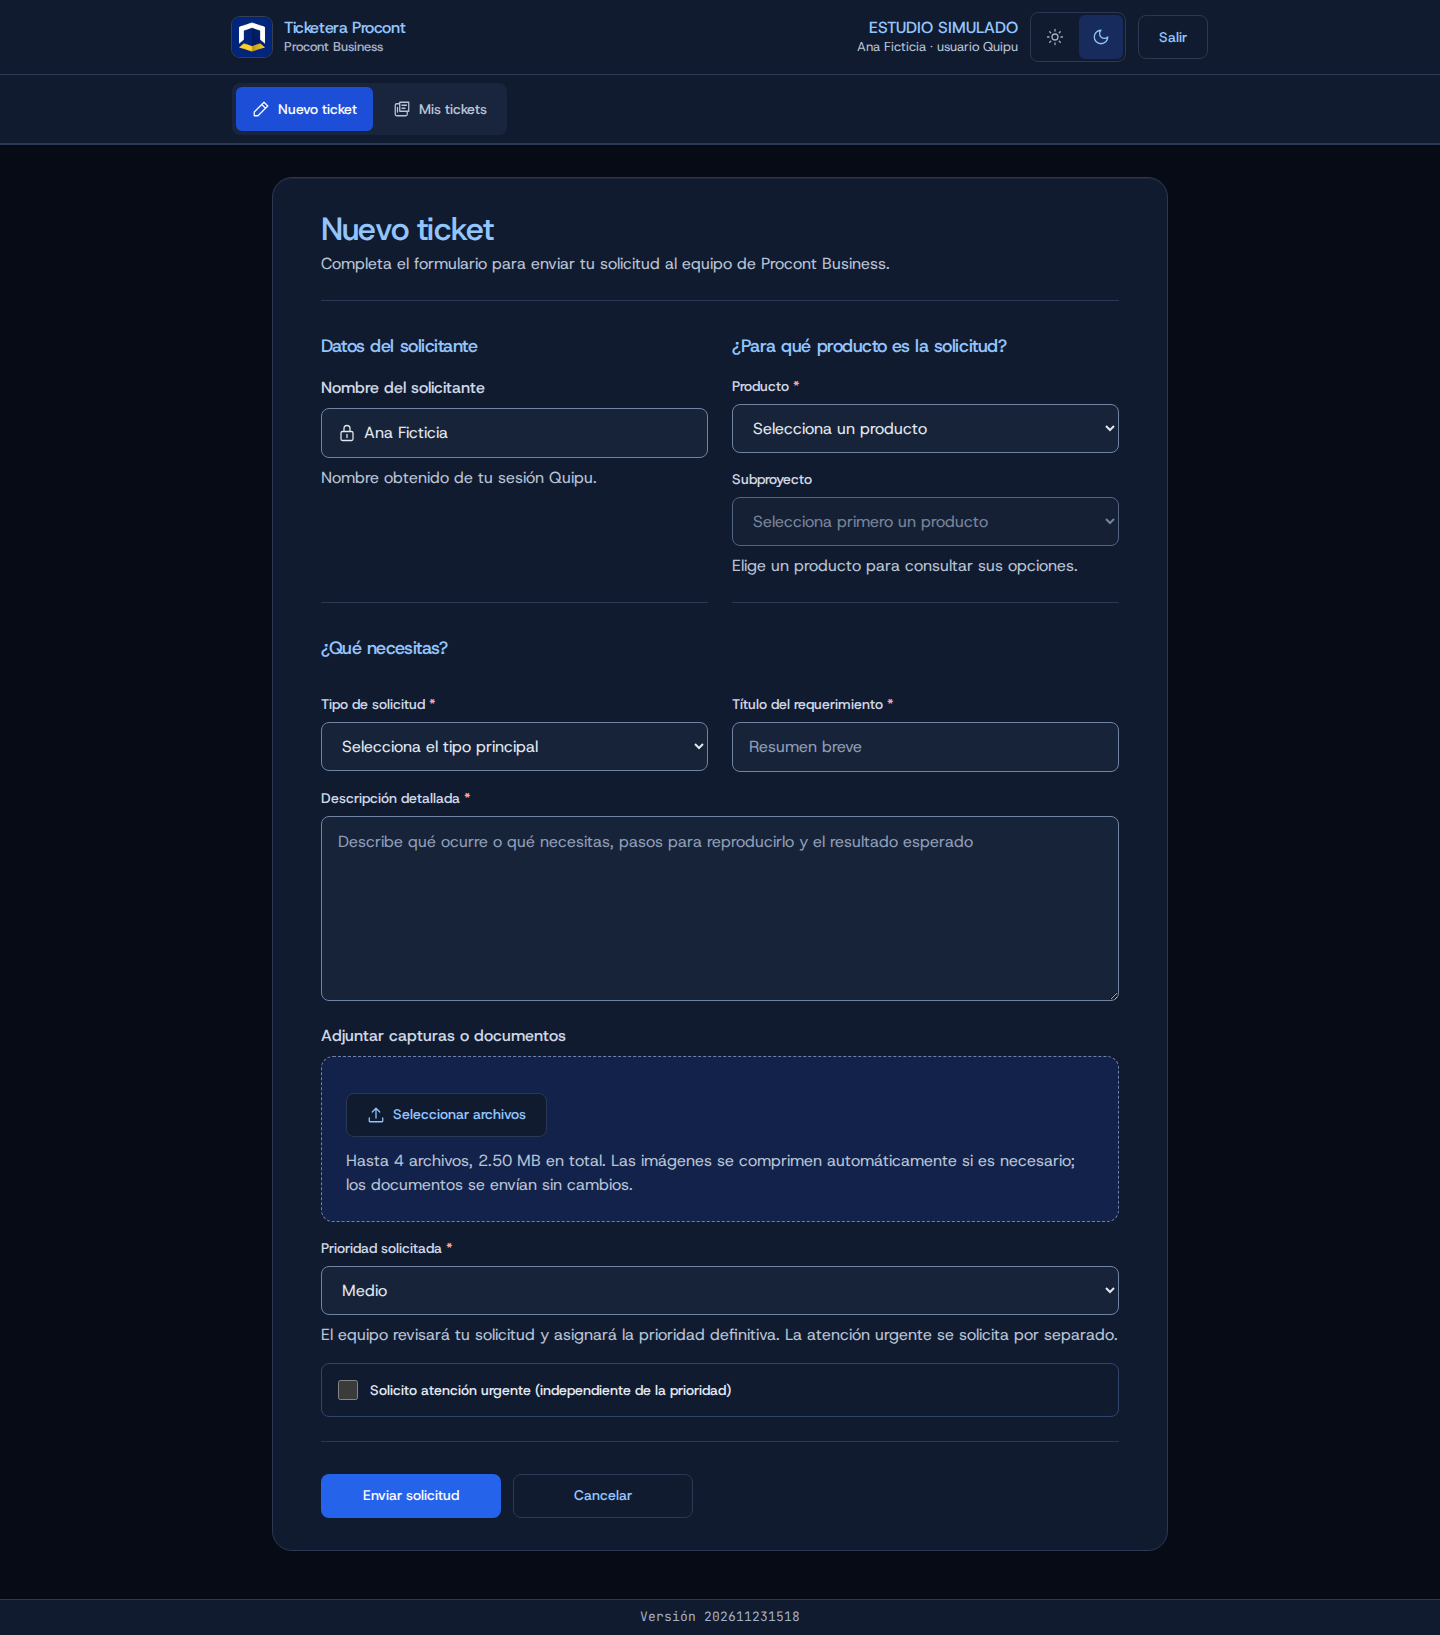 Ticketera Procont
Procont Business
ESTUDIO SIMULADO
Ana Ficticia · usuario Quipu
Salir
Nuevo ticket
Mis tickets
Nuevo ticket
Completa el formulario para enviar tu solicitud al equipo de Procont Business.
Datos del solicitante
Nombre del solicitante
Ana Ficticia
Nombre obtenido de tu sesión Quipu.
¿Para qué producto es la solicitud?
Producto *
Selecciona un producto
Subproyecto
Selecciona primero un producto
Elige un producto para consultar sus opciones.
¿Qué necesitas?
Tipo de solicitud *
Selecciona el tipo principal
Título del requerimiento *
Resumen breve
Descripción detallada *
Describe qué ocurre o qué necesitas, pasos para reproducirlo y el resultado esperado
Adjuntar capturas o documentos
Seleccionar archivos
Hasta 4 archivos, 2.50 MB en total. Las imágenes se comprimen automáticamente si es necesario;
los documentos se envían sin cambios.
Prioridad solicitada *
Medio
El equipo revisará tu solicitud y asignará la prioridad definitiva. La atención urgente se solicita por separado.
Solicito atención urgente (independiente de la prioridad)
Enviar solicitud
Cancelar
Versión 202611231518